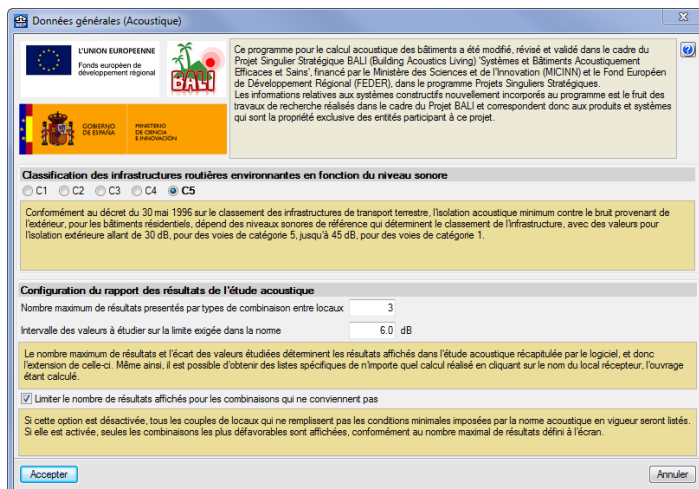 Données générales (Acoustique)
MEP
L'UNION EUROPEENNE
Fonds européen de
développement régional
BALI
GOBIERNO
DE ESPAÑA
MINISTERIO
DE CIENCIA
E INNOVACIÓN
Ce programme pour le calcul acoustique des bâtiments a été modifié, révisé et validé dans le cadre du
Projet Singulier Stratégique BALI (Building Acoustics Living) 'Systèmes et Bâtiments Acoustiquement
Efficaces et Sains', financé par le Ministère des Sciences et de l'Innovation (MICINN) et le Fond Européen
de Développement Régional (FEDER), dans le programme Projets Singuliers Stratégiques.
Les informations relatives aux systèmes constructifs nouvellement incorporés au programme est le fruit des
travaux de recherche réalisés dans le cadre du Projet BALI et correspondent donc aux produits et systèmes
qui sont la propriété exclusive des entités participant à ce projet.
Classification des infrastructures routières environnantes en fonction du niveau sonore
C1 C2 C3 C4 C5
Conformément au décret du 30 mai 1996 sur le classement des infrastructures de transport terrestre, l'isolation acoustique minimum contre le bruit provenant de
l'extérieur, pour les bâtiments résidentiels, dépend des niveaux sonores de référence qui déteminent le classement de l'infrastructure, avec des valeurs pour
l'isolation extérieure allant de 30 dB, pour des voies de catégorie 5, jusqu'à 45 dB, pour des voies de catégorie 1.
Configuration du rapport des résultats de l'étude acoustique
Nombre maximum de résultats presentés par types de combinaison entre locaux 3
Intervalle des valeurs à étudier sur la limite exigée dans la norme 6.0 dB
Le nombre maximum de résultats et l'écart des valeurs étudiées déterminent les résultats affichés dans l'étude acoustique récapitulée par le logiciel, et donc
l'extension de celle-ci. Même ainsi, il est possible d'obtenir des listes spécifiques de n'importe quel calcul réalisé en cliquant sur le nom du local récepteur, l'ouvrage
étant calculé.
Limiter le nombre de résultats affichés pour les combinaisons qui ne conviennent pas
Si cette option est désactivée, tous les couples de locaux qui ne remplissent pas les conditions minimales imposées par la norme acoustique en vigueur seront listés.
Si elle est activée, seules les combinaisons les plus défavorables sont affichées, conformément au nombre maximal de résultats défini à l'écran.
Accepter
Annuler